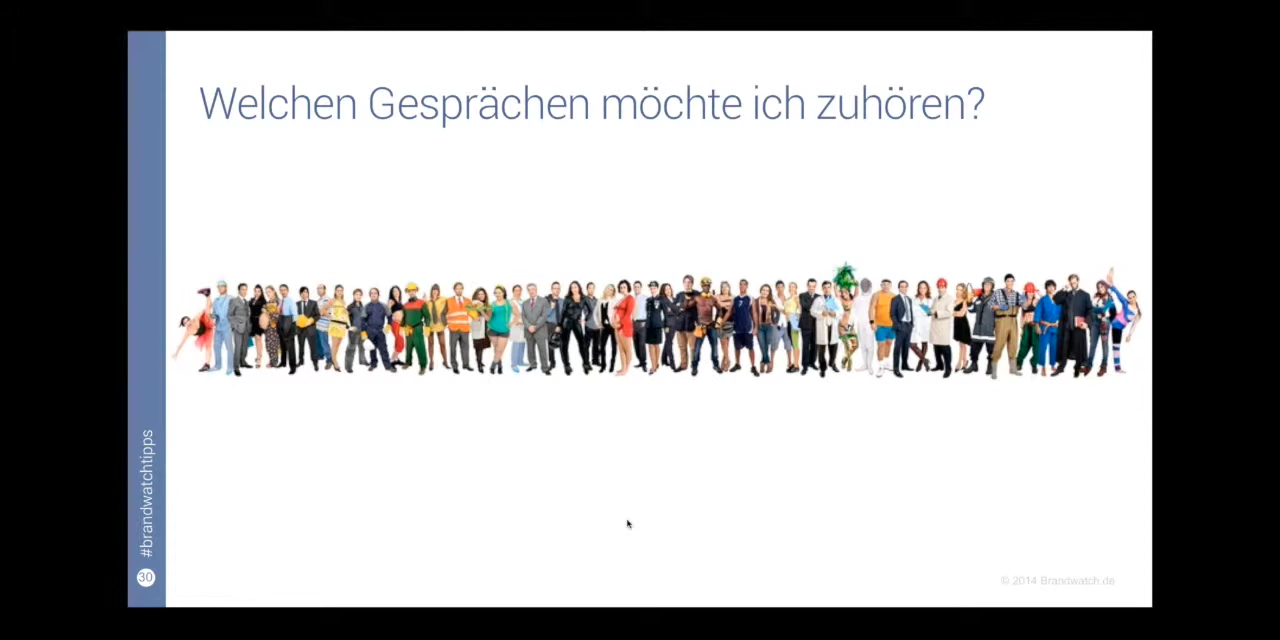 Welchen Gesprächen möchte ich zuhören?
#brandwatchtipps
30
© 2014 Brandwatch.de